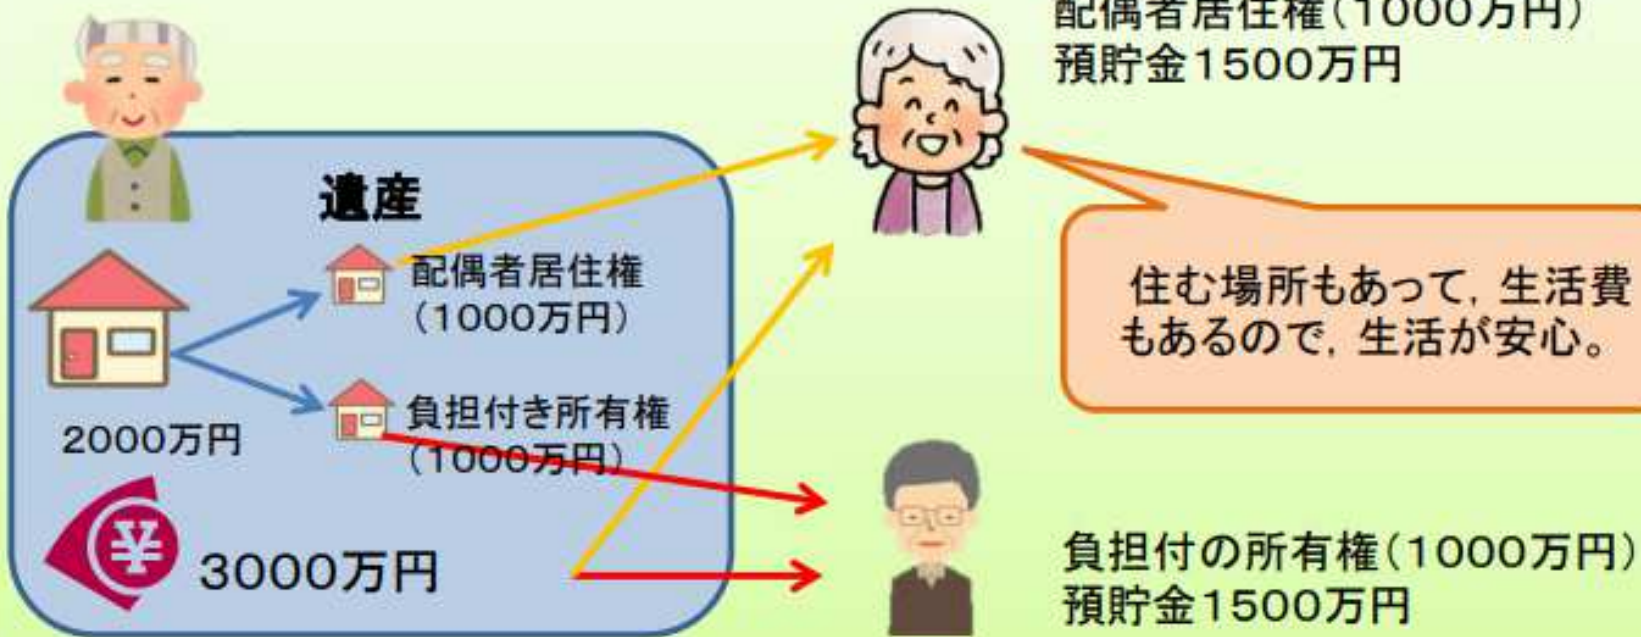 配偶者居住権(1000万円)
預貯金1500万円
遺産
配偶者居住権
(1000万円)
住む場所もあって,生活費
もあるので,生活が安心。
2000万円
負担付き所有権
(1000万円)
¥
3000万円
負担付の所有権(1000万円)
預貯金1500万円